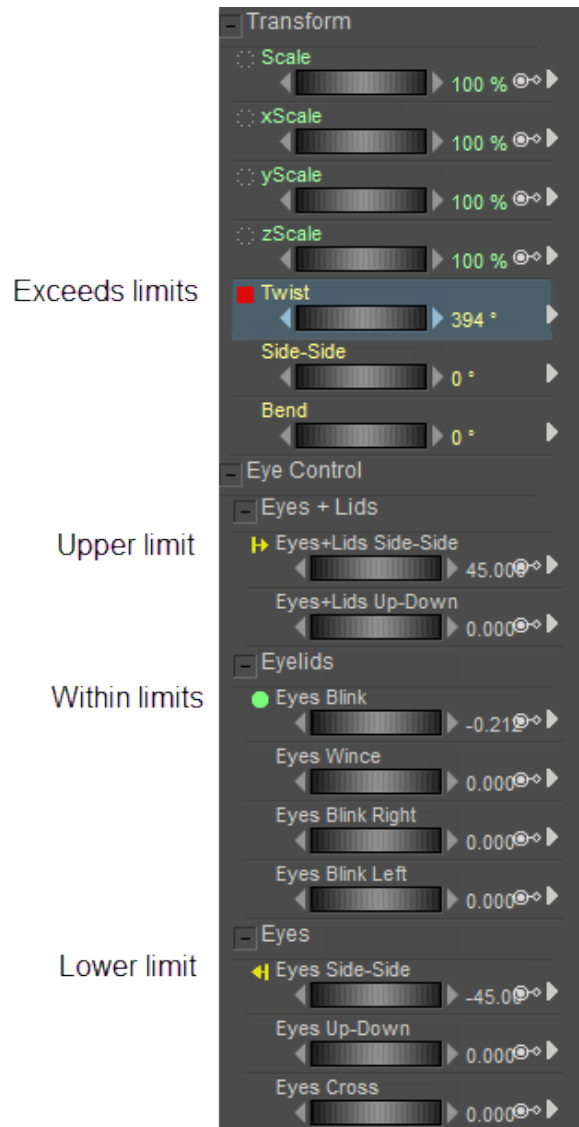 Transform
Scale
100 %
xScale
100 %
yScale
100 %
zScale
100 %
Exceeds limits
Twist
394 °
Side-Side
0 °
Bend
0 °
Eye Control
Eyes + Lids
Upper limit
Eyes+Lids Side-Side
45.000
Eyes+Lids Up-Down
0.000
Eyelids
Within limits
Eyes Blink
-0.212
Eyes Wince
0.000
Eyes Blink Right
0.000
Eyes Blink Left
0.000
Eyes
Lower limit
Eyes Side-Side
-45.00
Eyes Up-Down
0.000
Eyes Cross
0.000